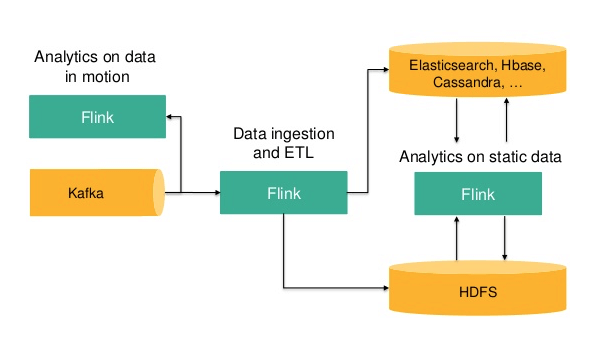 Analytics on data
in motion
Flink
Kafka
Data ingestion
and ETL
Flink
Elasticsearch, Hbase,
Cassandra, …
Analytics on static data
Flink
HDFS